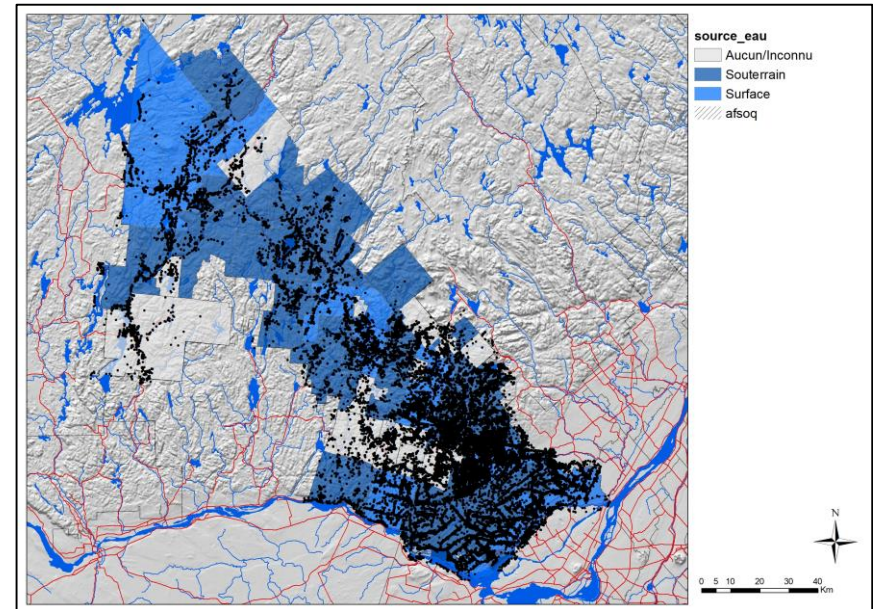 source_eau
Aucun/Inconnu
Souterrain
Surface
afsoq
N
0 5 10 20 30 40
Km